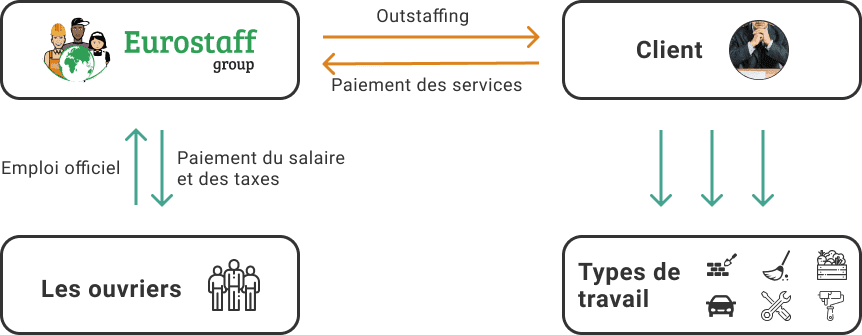 Eurostaff
group
Outstaffing
Paiement des services
Client
Emploi officiel
Paiement du salaire
et des taxes
Les ouvriers
Types de
travail